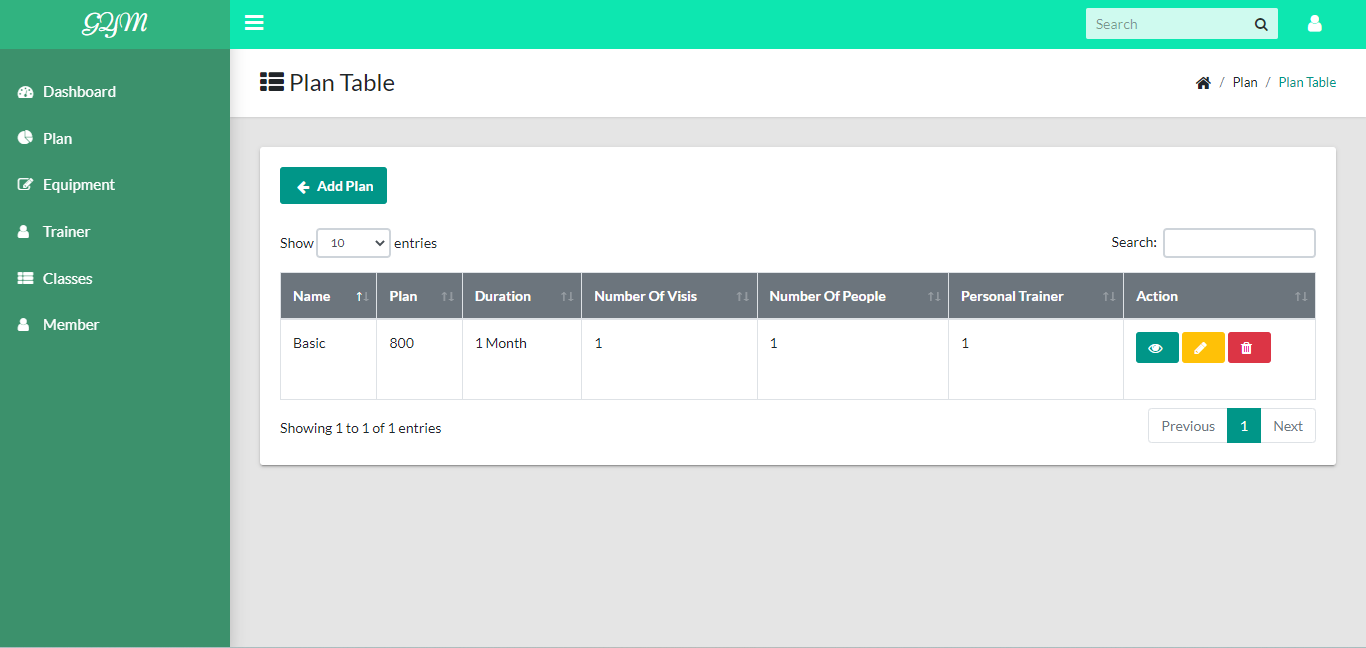 GYM
Search
Dashboard
Plan
Equipment
Trainer
Classes
Member
Plan Table
/ Plan / Plan Table
Add Plan
Show 10 entries
Search:
Name Plan Duration Number Of Visis Number Of People Personal Trainer Action
Basic 800 1 Month 1 1 1
Showing 1 to 1 of 1 entries
Previous 1 Next